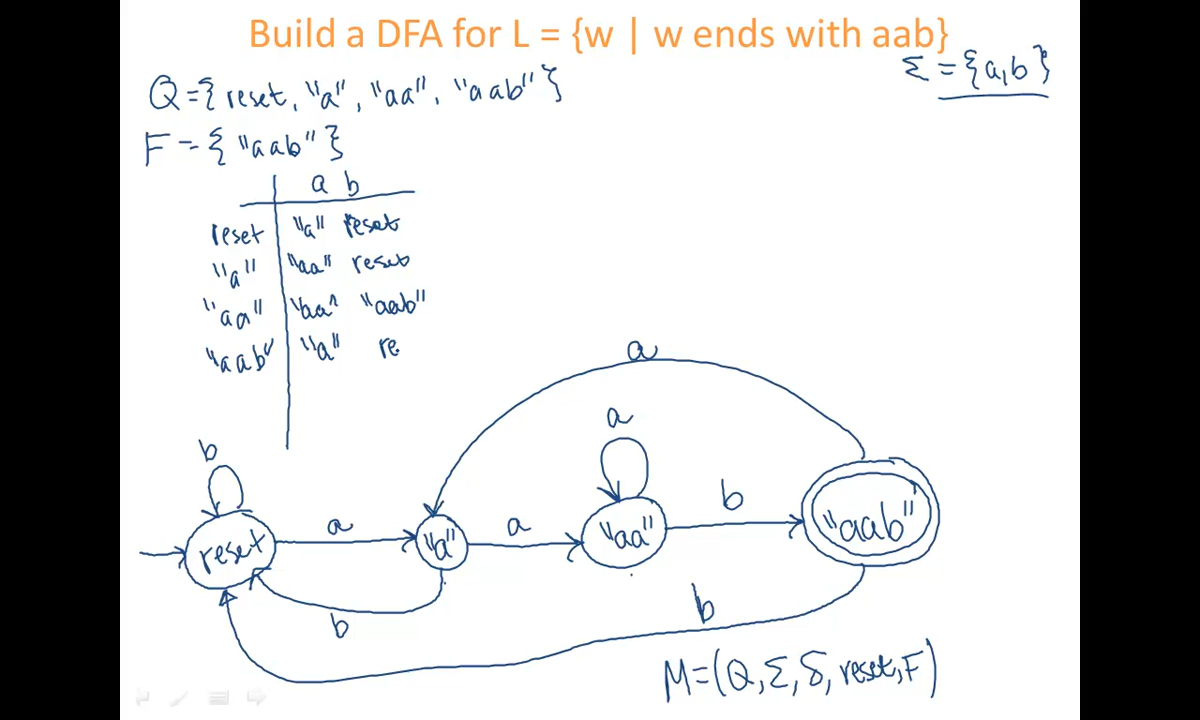 Build a DFA for L = {w | w ends with aab}
Σ = {a,b}
Q = {reset, "a", "aa", "aab"}
F = {"aab"}
a b
reset "a" reset
"a" "aa" reset
"aa" "aa" "aab"
"aab" "a" re
a
a
b
b
a
a
"aab"
reset
"a"
"aa"
b
b
M = (Q, Σ, δ, reset, F)